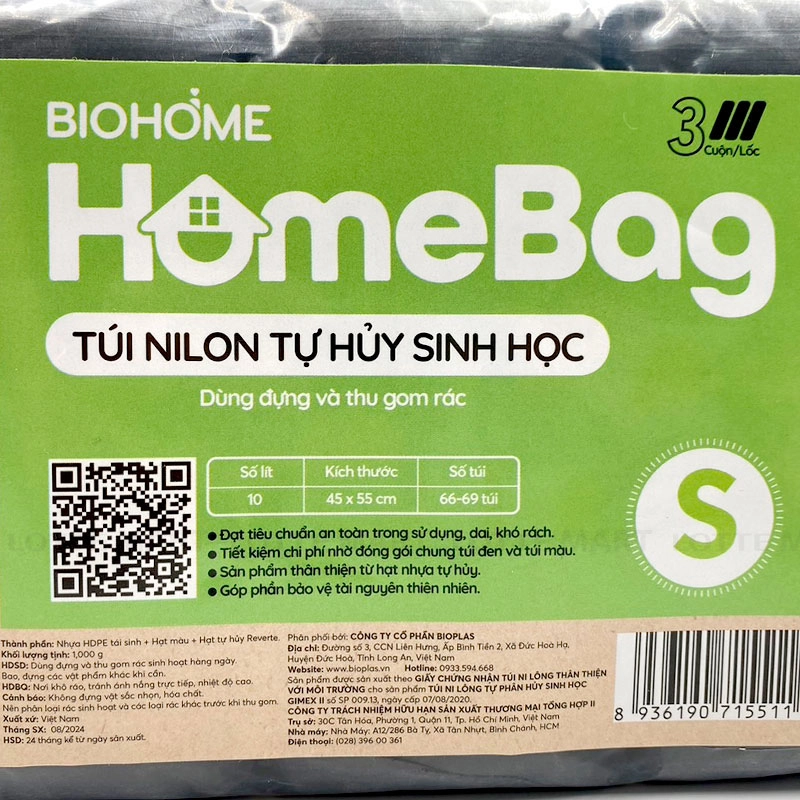 BIOHOME
3
Cuộn/Lốc
HomeBag
TÚI NILON TỰ HỦY SINH HỌC
Dùng đựng và thu gom rác
Số lít Kích thước Số túi
10 45 x 55 cm 66-69 túi
S
• Đạt tiêu chuẩn an toàn trong sử dụng, dai, khó rách.
• Tiết kiệm chi phí nhờ đóng gói chung túi đen và túi màu.
• Sản phẩm thân thiện từ hạt nhựa tự hủy.
• Góp phần bảo vệ tài nguyên thiên nhiên.
Thành phần: Nhựa HDPE tái sinh + Hạt màu + Hạt tự hủy Reverte.
Khối lượng tịnh: 1,000 g
HDSD: Dùng đựng và thu gom rác sinh hoạt hàng ngày.
Bao, đựng các vật phẩm khác khi cần.
HDBQ: Nơi khô ráo, tránh ánh nắng trực tiếp, nhiệt độ cao.
Cảnh báo: Không đựng vật sắc nhọn, hóa chất.
Nên phân loại rác sinh hoạt và các loại rác khác trước khi thu gom.
Xuất xứ: Việt Nam
Tháng SX: 08/2024
HSD: 24 tháng kể từ ngày sản xuất.
Phân phối bởi: CÔNG TY CỔ PHẦN BIOPLAS
Địa chỉ: Đường số 3, CCN Liên Hưng, Ấp Bình Tiền 2, Xã Đức Hoà Hạ,
Huyện Đức Hoà, Tỉnh Long An, Việt Nam
Website: www.bioplas.vn Hotline: 0933.594.668
Sản phẩm được sản xuất theo GIẤY CHỨNG NHẬN TÚI NI LÔNG THÂN THIỆN
VỚI MÔI TRƯỜNG cho sản phẩm TÚI NI LÔNG TỰ PHÂN HỦY SINH HỌC
GIMEX II số SP 009.13, ngày cấp 07/08/2020.
CÔNG TY TRÁCH NHIỆM HỮU HẠN SẢN XUẤT THƯƠNG MẠI TỔNG HỢP II
Trụ sở: 30C Tân Hóa, Phường 1, Quận 11, Tp. Hồ Chí Minh, Việt Nam
Nhà máy: Nhà Máy: A12/286 Bà Tỵ, Xã Tân Nhựt, Bình Chánh, HCM
Điện thoại: (028) 396 00 361
8 936190 715511